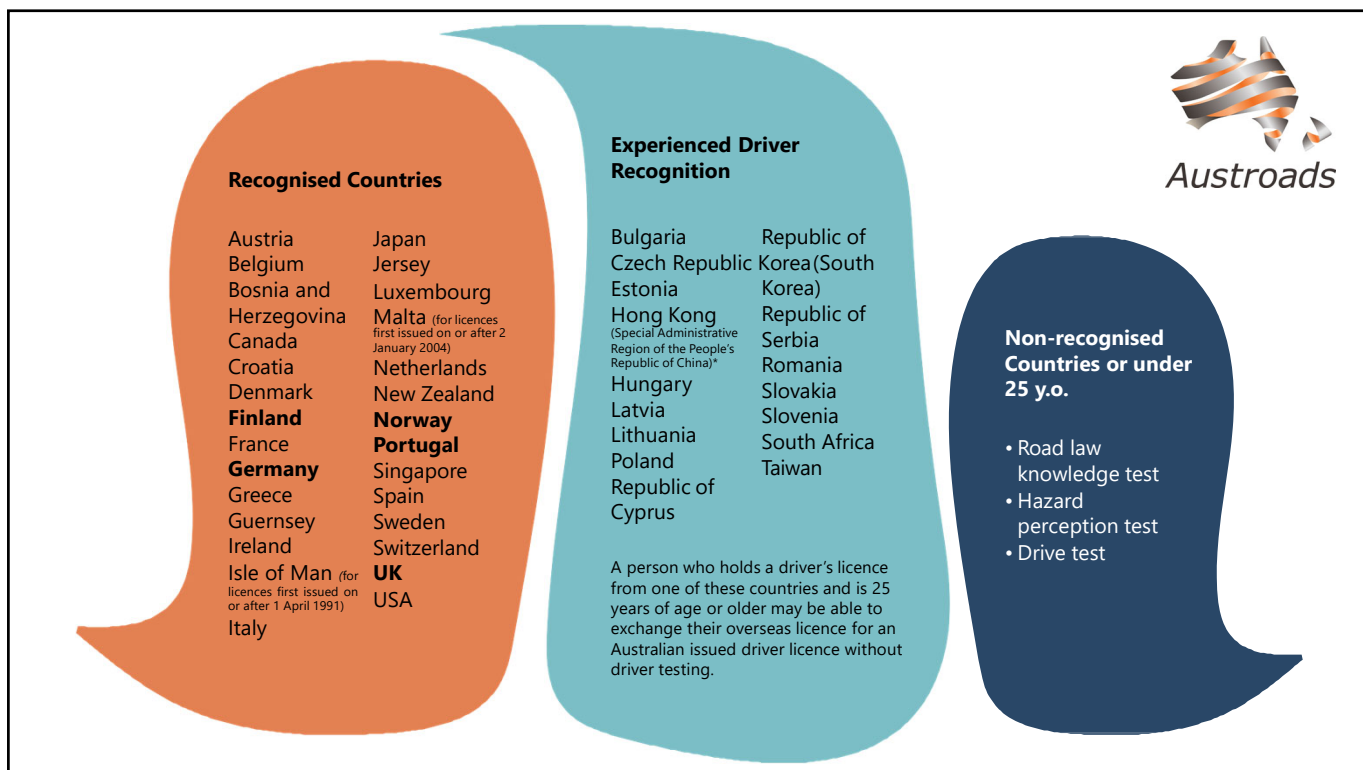 Recognised Countries
Austria
Belgium
Bosnia and
Herzegovina
Canada
Croatia
Denmark
Finland
France
Germany
Greece
Guernsey
Ireland
Isle of Man (for
licences first issued on
or after 1 April 1991)
Italy
Japan
Jersey
Luxembourg
Malta (for licences
first issued on or after 2
January 2004)
Netherlands
New Zealand
Norway
Portugal
Singapore
Spain
Sweden
Switzerland
UK
USA
Experienced Driver
Recognition
Bulgaria
Czech Republic
Estonia
Hong Kong
(Special Administrative
Region of the People's
Republic of China)*
Hungary
Latvia
Lithuania
Poland
Republic of
Cyprus
Republic of
Korea(South
Korea)
Republic of
Serbia
Romania
Slovakia
Slovenia
South Africa
Taiwan
A person who holds a driver's licence
from one of these countries and is 25
years of age or older may be able to
exchange their overseas licence for an
Australian issued driver licence without
driver testing.
Austroads
Non-recognised
Countries or under
25 y.o.
• Road law
knowledge test
• Hazard
perception test
• Drive test